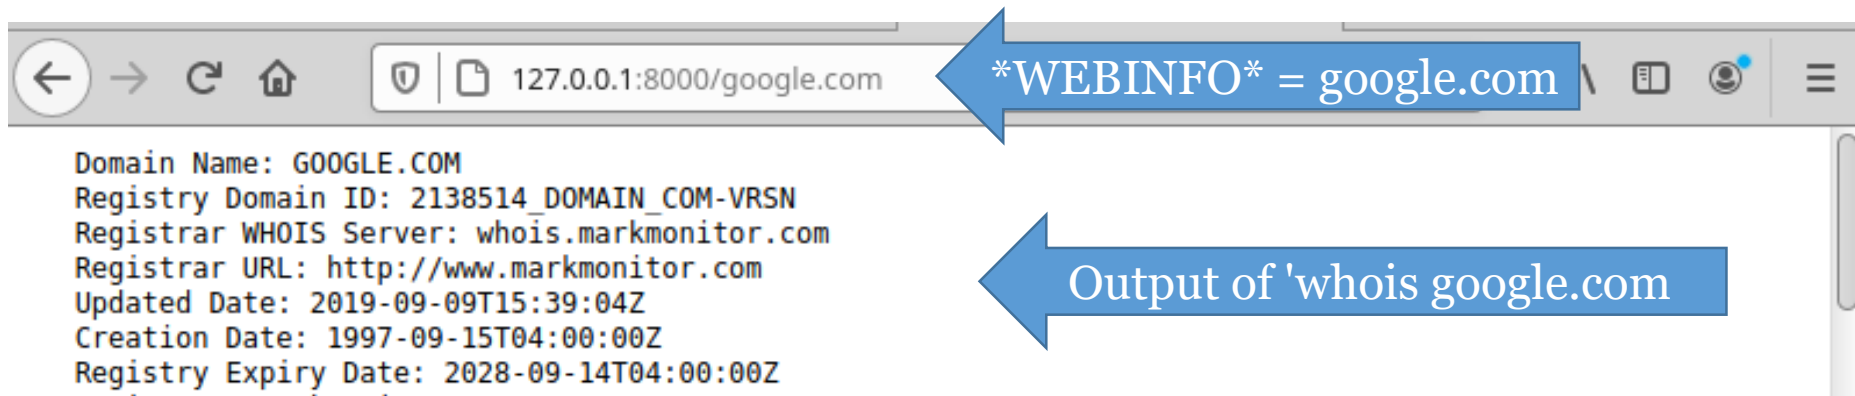 127.0.0.1:8000/google.com
*WEBINFO* = google.com
Domain Name: GOOGLE.COM
Registry Domain ID: 2138514_DOMAIN_COM-VRSN
Registrar WHOIS Server: whois.markmonitor.com
Registrar URL: http://www.markmonitor.com
Updated Date: 2019-09-09T15:39:04Z
Creation Date: 1997-09-15T04:00:00Z
Registry Expiry Date: 2028-09-14T04:00:00Z
Output of 'whois google.com